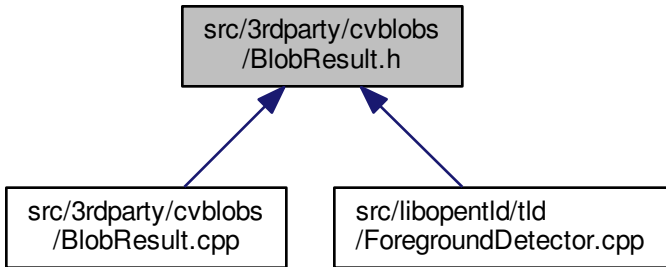 src/3rdparty/cvblobs
/BlobResult.h
src/3rdparty/cvblobs
/BlobResult.cpp
src/libopentld/tld
/ForegroundDetector.cpp